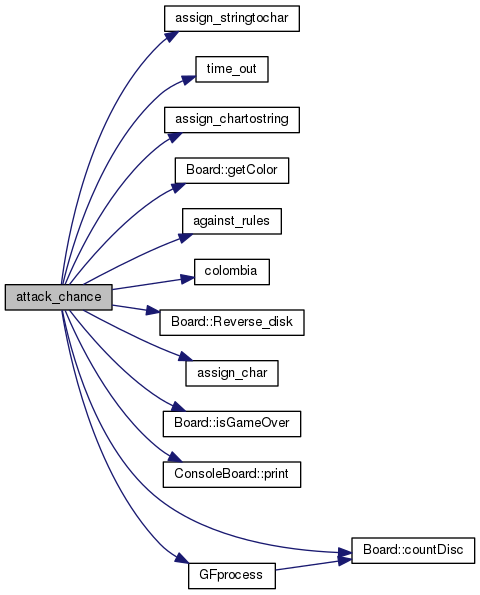 assign_stringtochar
time_out
assign_chartostring
Board::getColor
against_rules
colombia
attack_chance
Board::Reverse_disk
assign_char
Board::isGameOver
ConsoleBoard::print
Board::countDisc
GFprocess